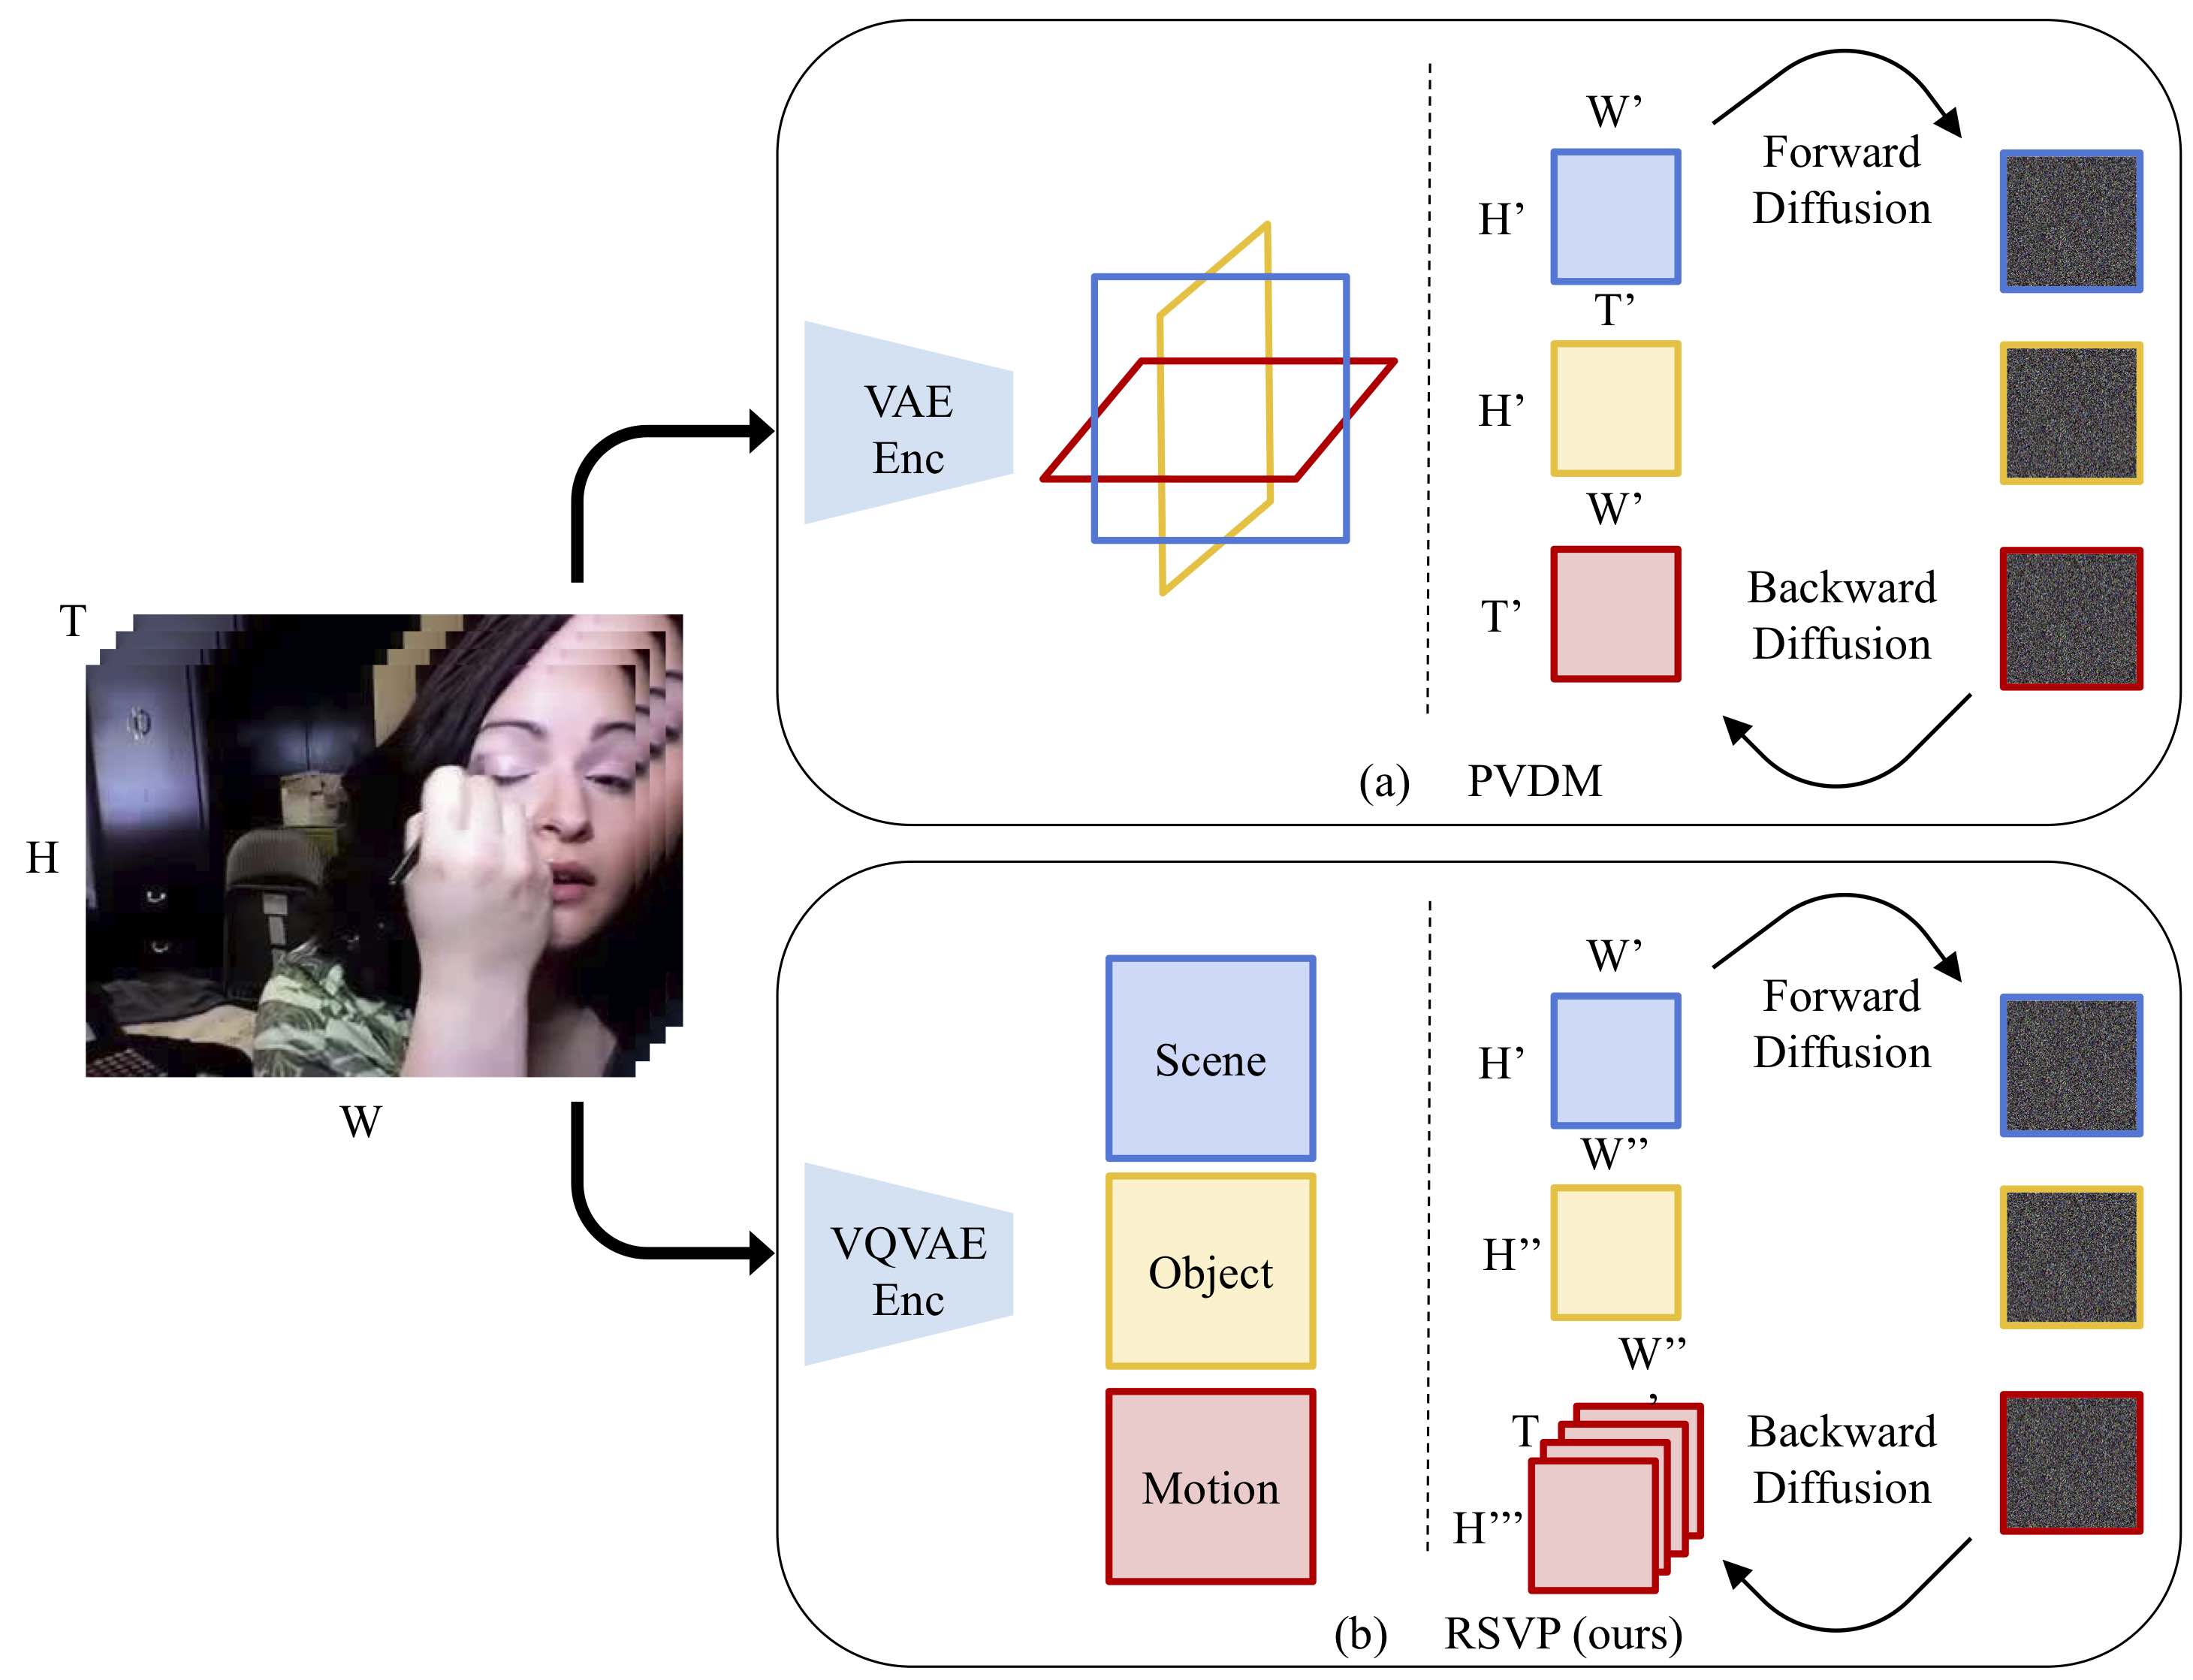 T
H
W
VAE
Enc
W’
H’
T’
H’
W’
T’
Forward
Diffusion
Backward
Diffusion
(a) PVDM
VQVAE
Enc
Scene
Object
Motion
W’
H’
W’’
H’’
W’’
’
T
H’’’
Forward
Diffusion
Backward
Diffusion
(b) RSVP (ours)